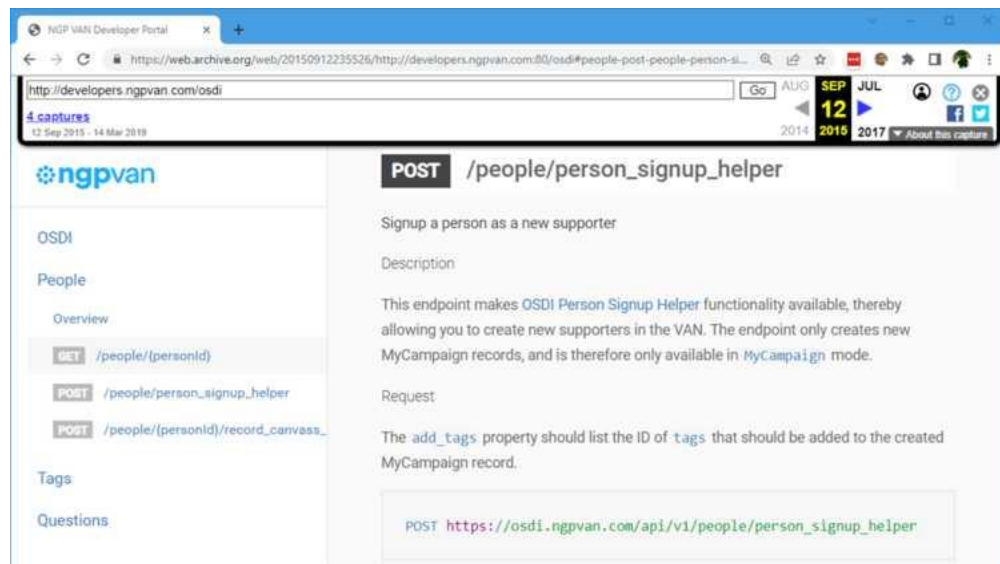 NGP VAN Developer Portal
https://web.archive.org/web/20150912235526/http://developers.ngpvan.com:80/osdi#people-post-people-person-si...
http://developers.ngpvan.com/osdi Go AUG SEP JUL
4 captures 12
12 Sep 2015 - 14 Mar 2019 2014 2015 2017 About this capture
ngpvan
OSDI
People
Overview
GET /people/{personId}
POST /people/person_signup_helper
POST /people/{personId}/record_canvass_
Tags
Questions
POST /people/person_signup_helper
Signup a person as a new supporter
Description
This endpoint makes OSDI Person Signup Helper functionality available, thereby
allowing you to create new supporters in the VAN. The endpoint only creates new
MyCampaign records, and is therefore only available in MyCampaign mode.
Request
The add_tags property should list the ID of tags that should be added to the created
MyCampaign record.
POST https://osdi.ngpvan.com/api/v1/people/person_signup_helper